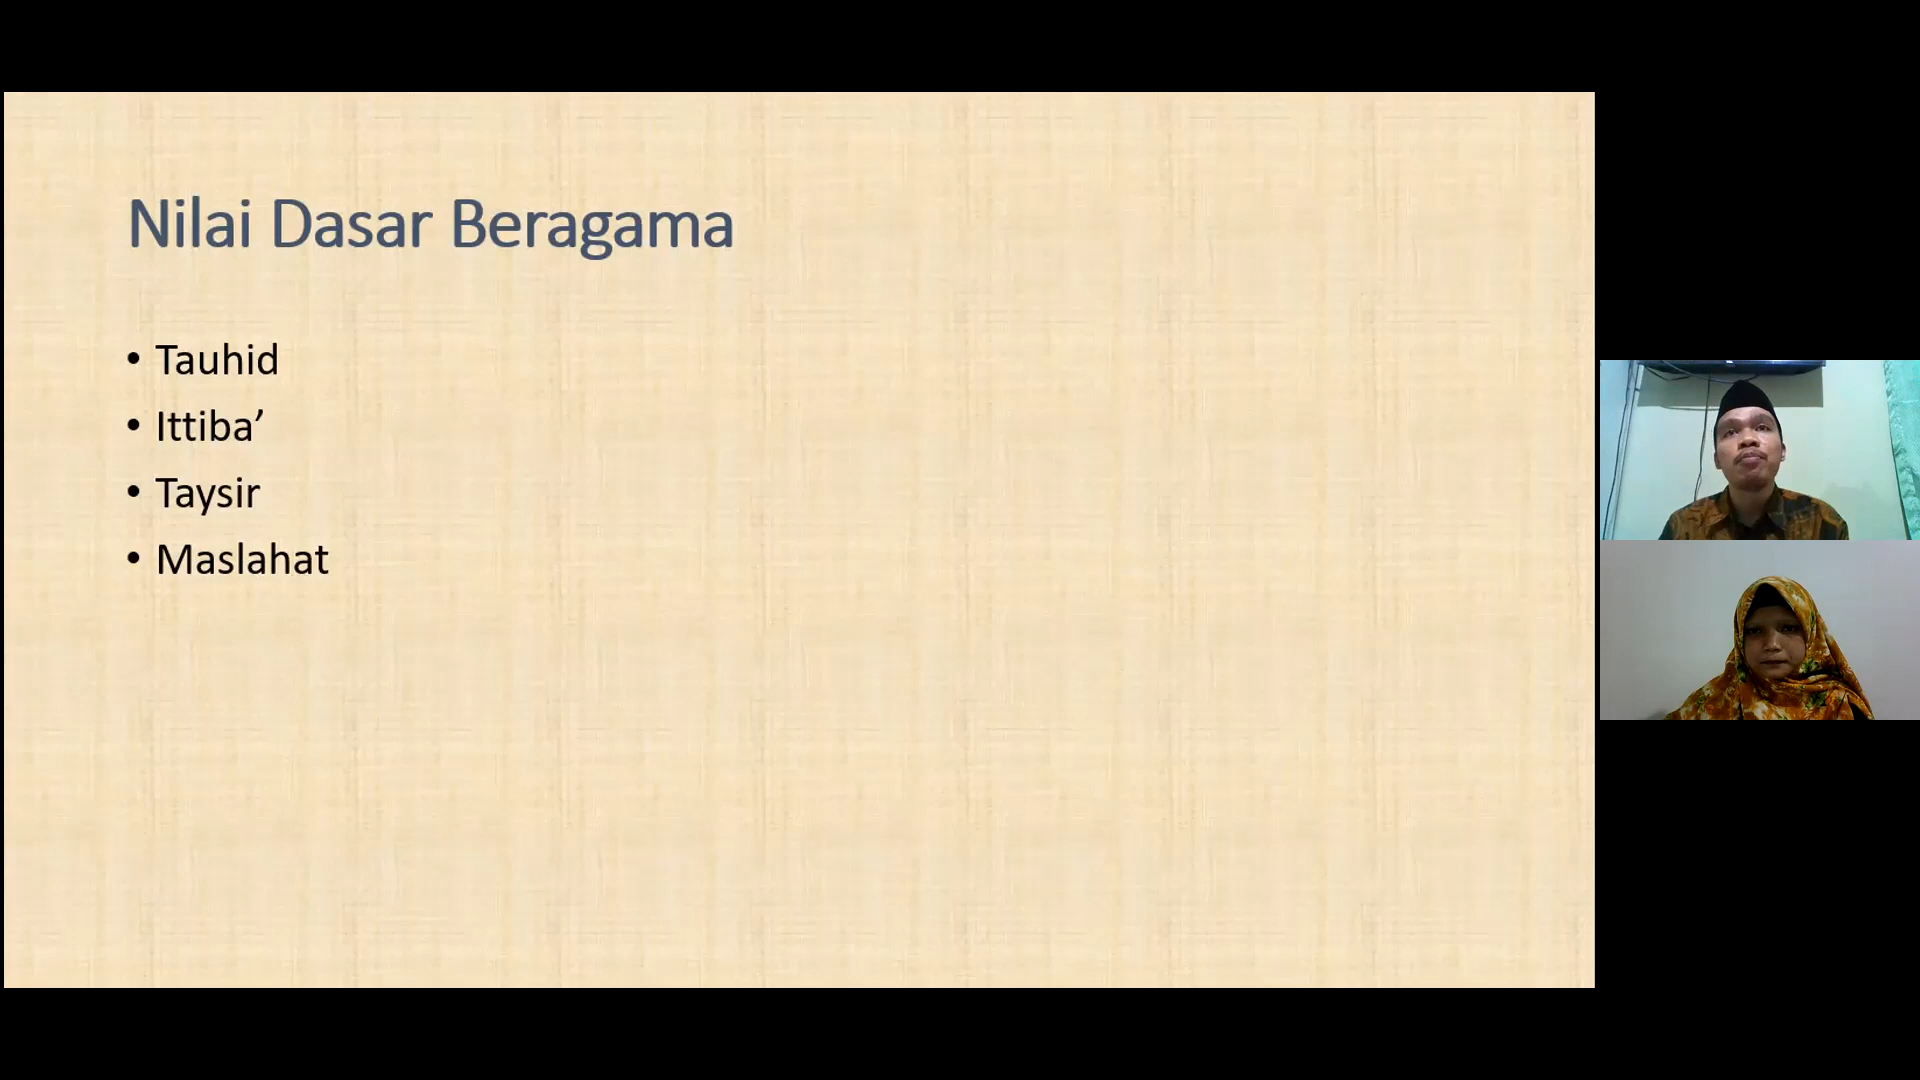 Nilai Dasar Beragama
• Tauhid
• Ittiba’
• Taysir
• Maslahat